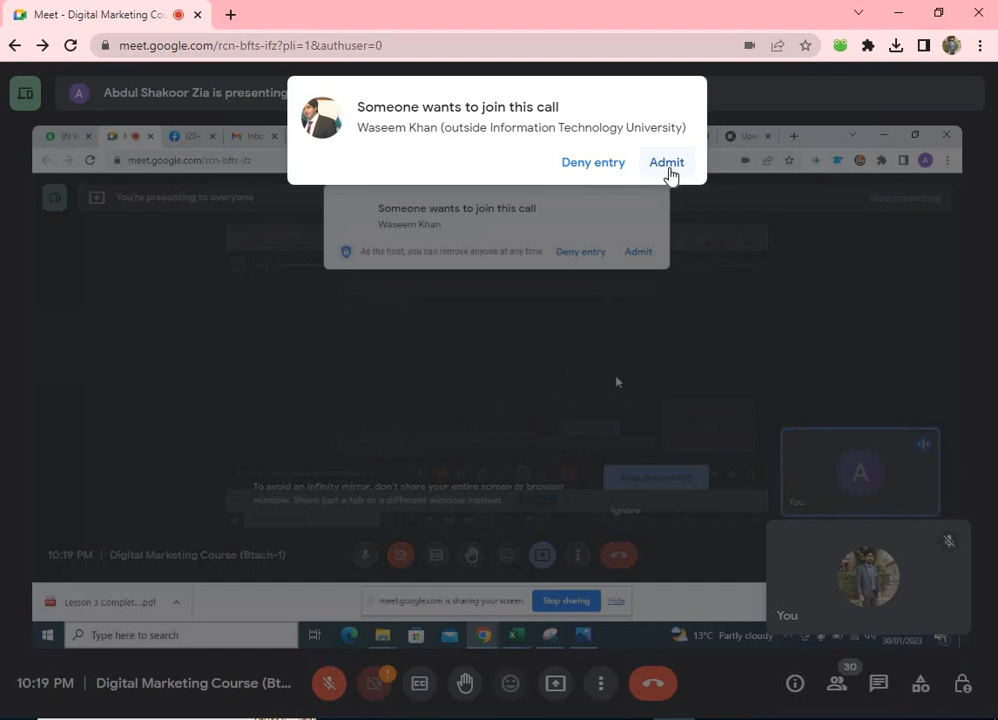 Meet - Digital Marketing Co
meet.google.com/rcn-bfts-ifz?pli=1&authuser=0
A Abdul Shakoor Zia is presenting
Someone wants to join this call
Waseem Khan (outside Information Technology University)
Deny entry Admit
(6) 
(20+
Inbox
Upw
meet.google.com/rcn-bfts-ifz
A
You're presenting to everyone
Stop presenting
Someone wants to join this call
Waseem Khan
As the host, you can remove anyone at any time Deny entry Admit
A
You
To avoid an infinity mirror, don't share your entire screen or browser
window. Share just a tab or a different window instead.
Stop presenting
Ignore
10:19 PM | Digital Marketing Course (Btach-1)
You
Lesson 3 Complet....pdf
meet.google.com is sharing your screen. Stop sharing Hide
Type here to search
13°C Partly cloudy
30/01/2023
10:19 PM | Digital Marketing Course (Bt...
30